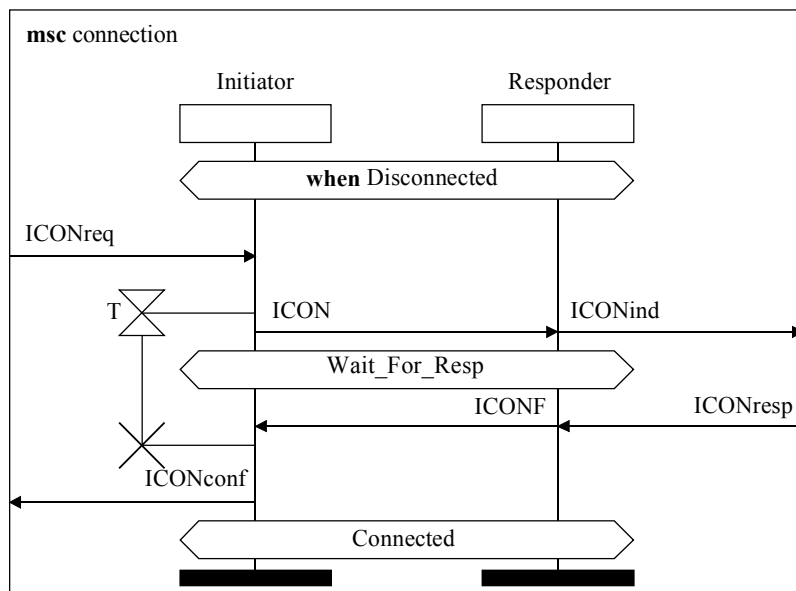 msc connection
Initiator
Responder
when Disconnected
ICONreq
T
ICON
ICONind
Wait_For_Resp
ICONF
ICONresp
ICONconf
Connected